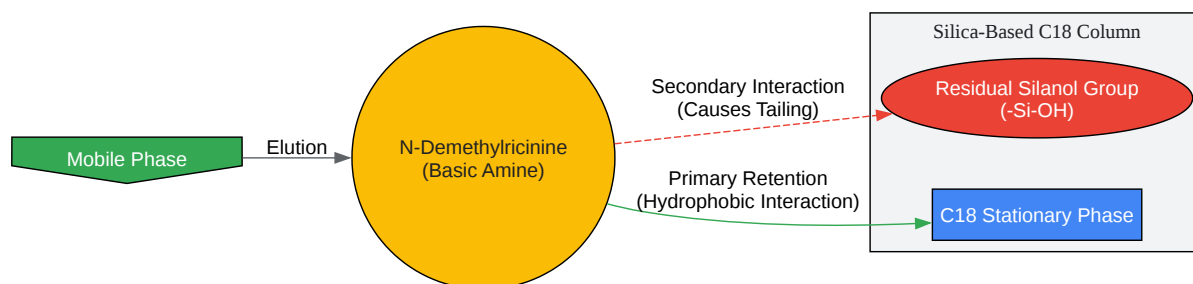 Silica-Based C18 Column
Secondary Interaction
(Causes Tailing)
Residual Silanol Group
(-Si-OH)
Mobile Phase
Elution
N-Demethylricinine
(Basic Amine)
Primary Retention
(Hydrophobic Interaction)
C18 Stationary Phase